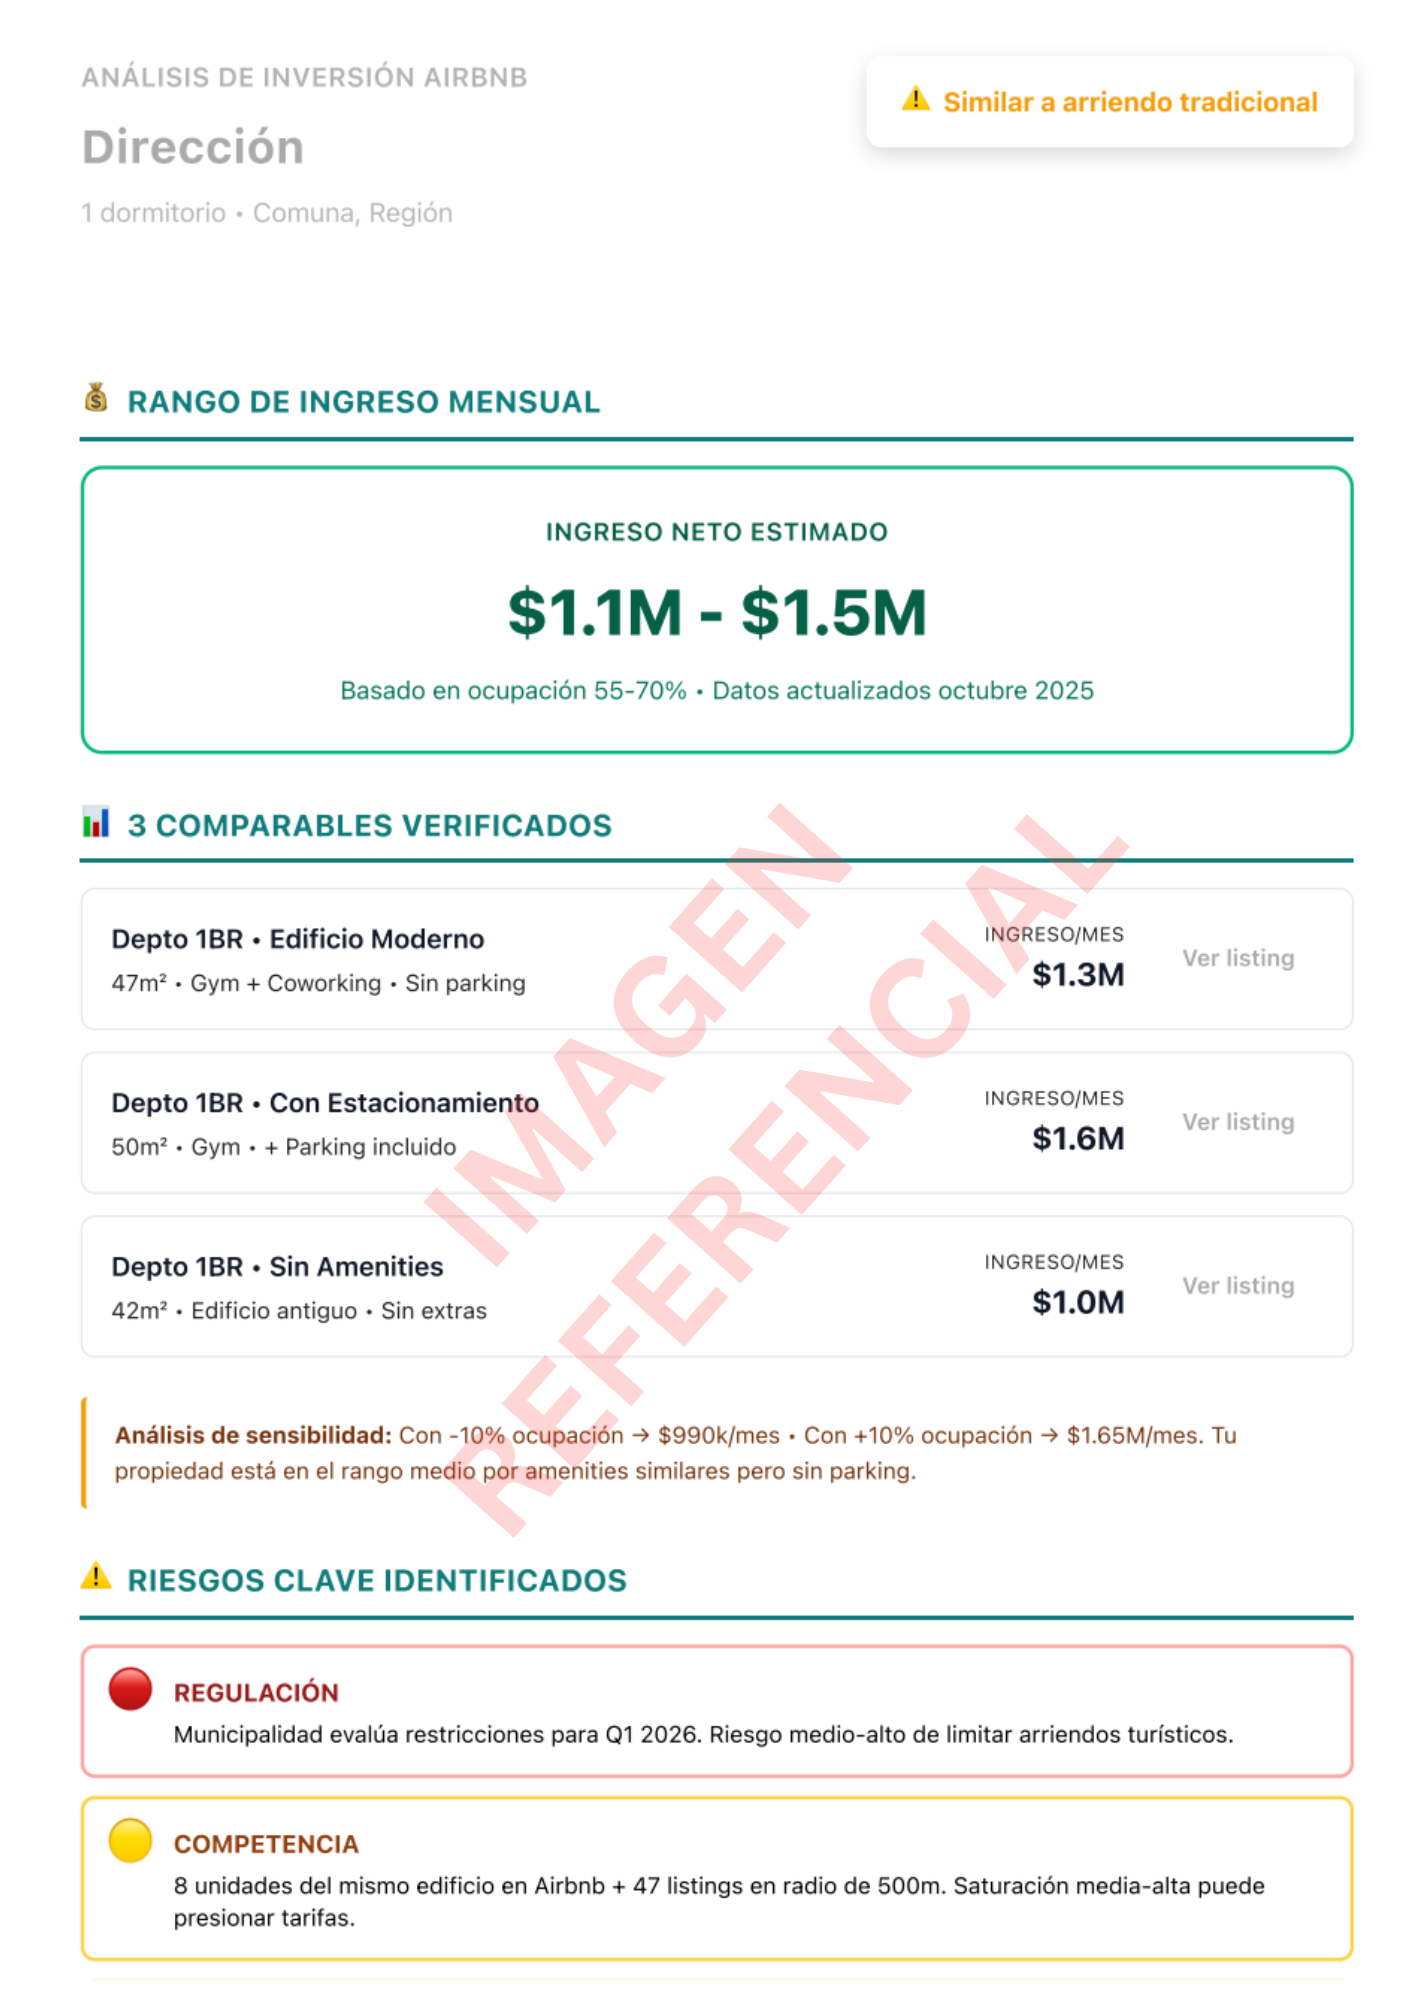 ANÁLISIS DE INVERSIÓN AIRBNB
⚠️ Similar a arriendo tradicional
Dirección
1 dormitorio • Comuna, Región
💰 RANGO DE INGRESO MENSUAL
INGRESO NETO ESTIMADO
$1.1M - $1.5M
Basado en ocupación 55-70% • Datos actualizados octubre 2025
📊 3 COMPARABLES VERIFICADOS
Depto 1BR • Edificio Moderno
47m² • Gym + Coworking • Sin parking
INGRESO/MES
$1.3M
Ver listing
Depto 1BR • Con Estacionamiento
50m² • Gym • + Parking incluido
INGRESO/MES
$1.6M
Ver listing
Depto 1BR • Sin Amenities
42m² • Edificio antiguo • Sin extras
INGRESO/MES
$1.0M
Ver listing
IMAGEN
REFERENCIAL
Análisis de sensibilidad: Con -10% ocupación → $990k/mes • Con +10% ocupación → $1.65M/mes. Tu
propiedad está en el rango medio por amenities similares pero sin parking.
⚠️ RIESGOS CLAVE IDENTIFICADOS
REGULACIÓN
Municipalidad evalúa restricciones para Q1 2026. Riesgo medio-alto de limitar arriendos turísticos.
COMPETENCIA
8 unidades del mismo edificio en Airbnb + 47 listings en radio de 500m. Saturación media-alta puede
presionar tarifas.